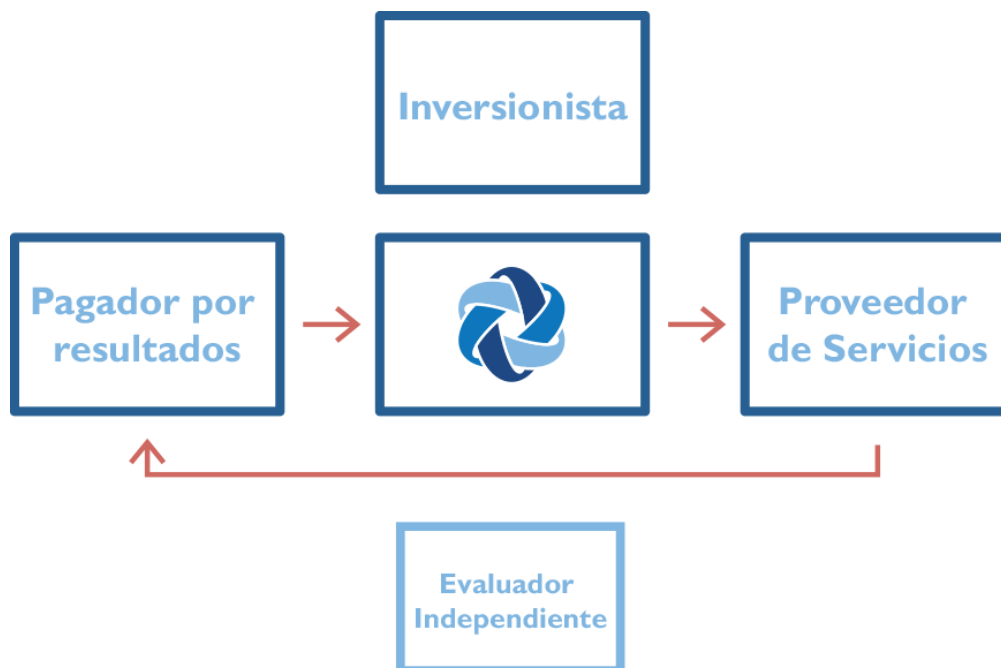 Inversionista
Pagador por
resultados
Proveedor
de Servicios
Evaluador
Independiente